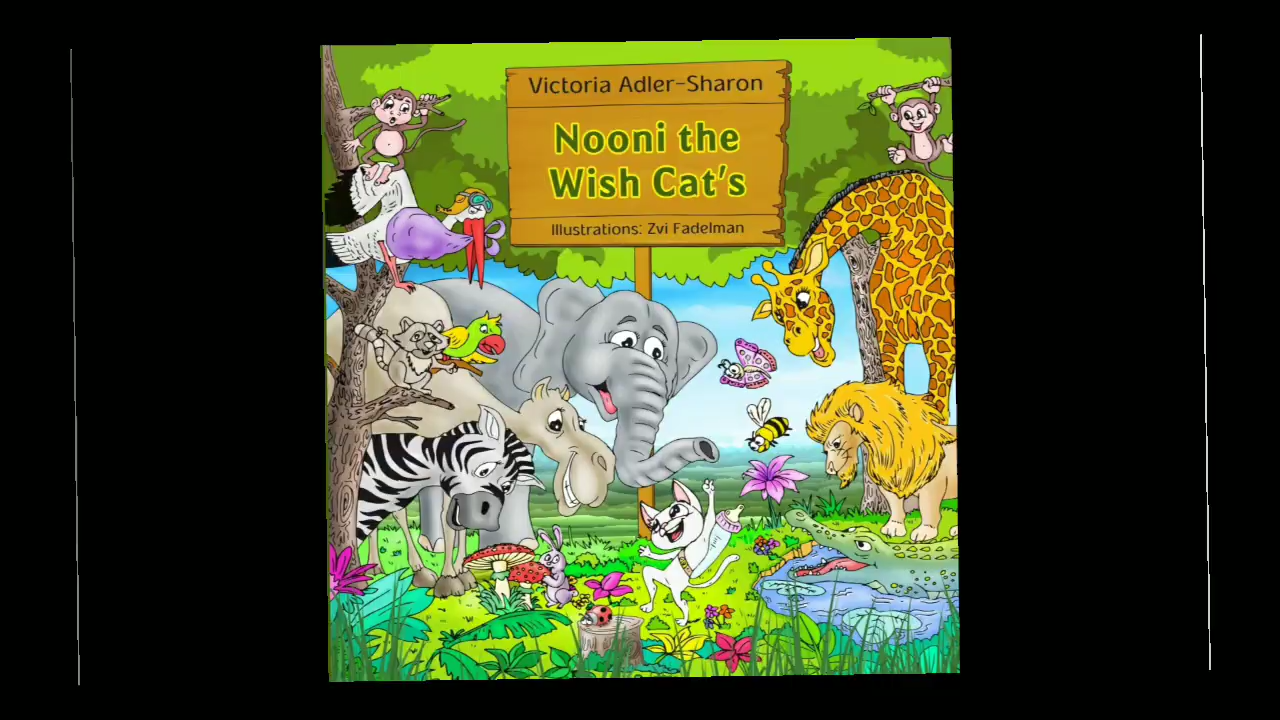 Victoria Adler-Sharon
Nooni the
Wish Cat's
Illustrations: Zvi Fadelman